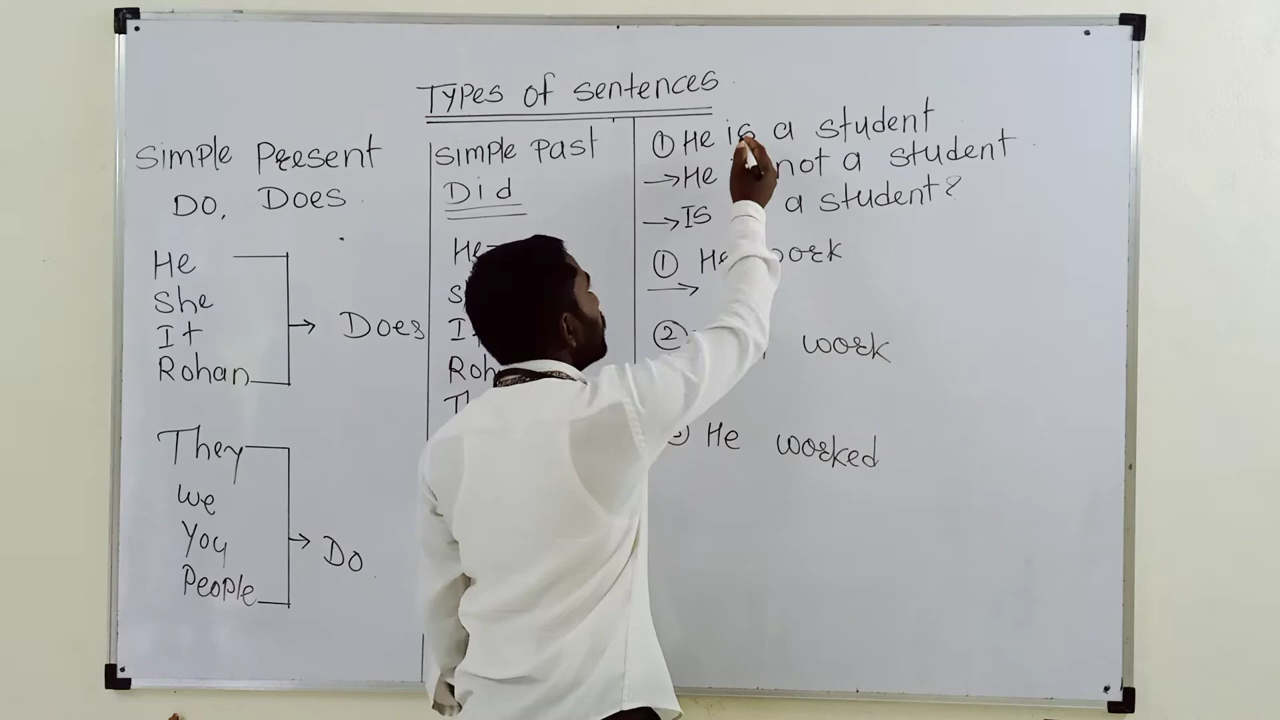 Types of sentences
Simple Present
Do, Does
He
She
It
Rohan
Does
They
We
You
People
Do
Simple Past
Did
He
It
Roh
① He is a student
→ He not a student
→ Is a student?
① He work
→
② work
He worked